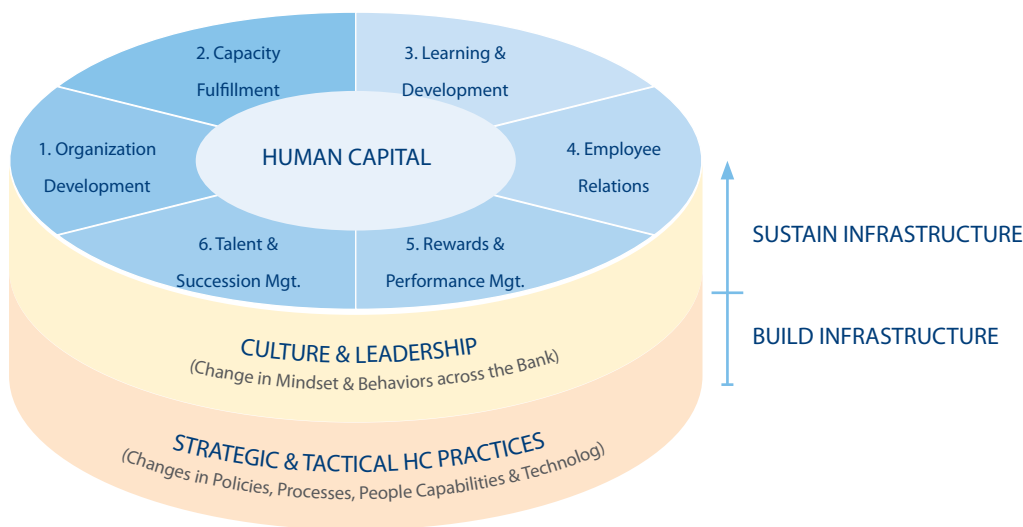 2. Capacity
Fulfillment
3. Learning &
Development
1. Organization
Development
HUMAN CAPITAL
4. Employee
Relations
6. Talent &
Succession Mgt.
5. Rewards &
Performance Mgt.
SUSTAIN INFRASTRUCTURE
BUILD INFRASTRUCTURE
CULTURE & LEADERSHIP
(Change in Mindset & Behaviors across the Bank)
STRATEGIC & TACTICAL HC PRACTICES
(Changes in Policies, Processes, People Capabilities & Technolog)